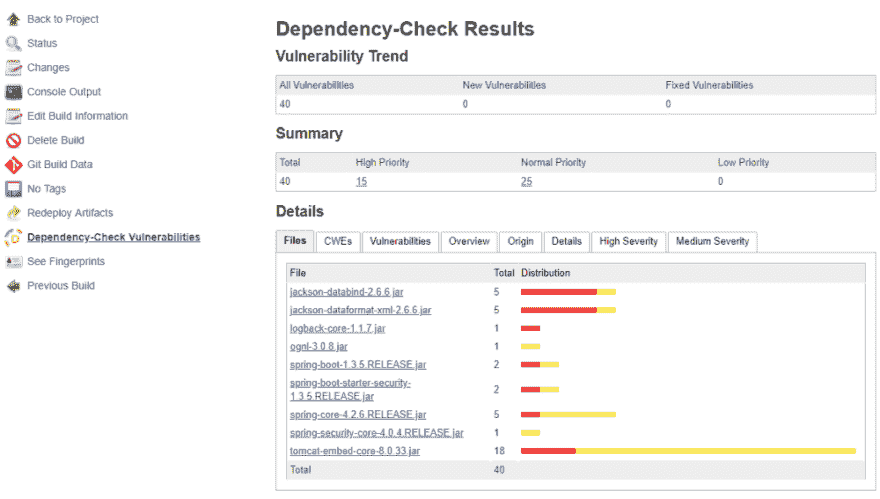 Back to Project
Status
Changes
Console Output
Edit Build Information
Delete Build
Git Build Data
No Tags
Redeploy Artifacts
Dependency-Check Vulnerabilities
See Fingerprints
Previous Build
Dependency-Check Results
Vulnerability Trend
All Vulnerabilities New Vulnerabilities Fixed Vulnerabilities
40 0 0
Summary
Total High Priority Normal Priority Low Priority
40 15 25 0
Details
Files CWEs Vulnerabilities Overview Origin Details High Severity Medium Severity
File Total Distribution
jackson-databind-2.6.6.jar 5
jackson-dataformat-xml-2.6.6.jar 5
logback-core-1.1.7.jar 1
ognl-3.0.8.jar 1
spring-boot-1.3.5.RELEASE.jar 2
spring-boot-starter-security-
1.3.5.RELEASE.jar 2
spring-core-4.2.6.RELEASE.jar 5
spring-security-core-4.0.4.RELEASE.jar 1
tomcat-embed-core-8.0.33.jar 18
Total 40